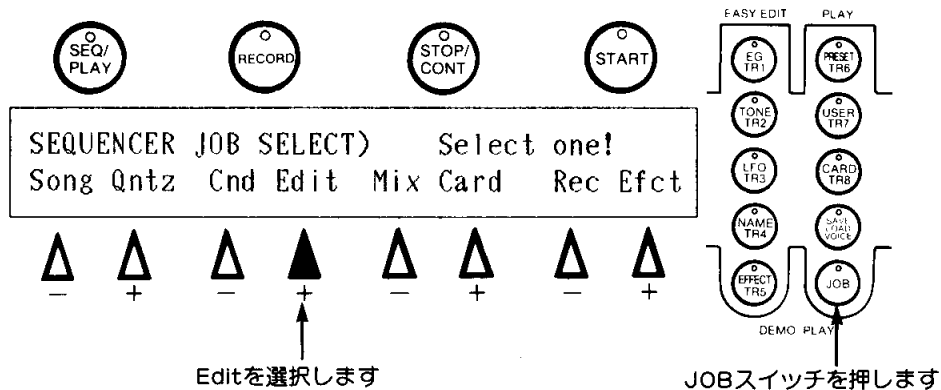 SEQ/
PLAY
RECORD
STOP/
CONT
START
SEQUENCER JOB SELECT) Select one!
Song Qntz Cnd Edit Mix Card Rec Efct
− + − + − + − +
Editを選択します
EASY EDIT PLAY
EG
TR1
PRESET
TR6
TONE
TR2
USER
TR7
LFO
TR3
CARD
TR8
NAME
TR4
SAVE
LOAD
VOICE
EFFECT
TR5
JOB
DEMO PLAY
JOBスイッチを押します